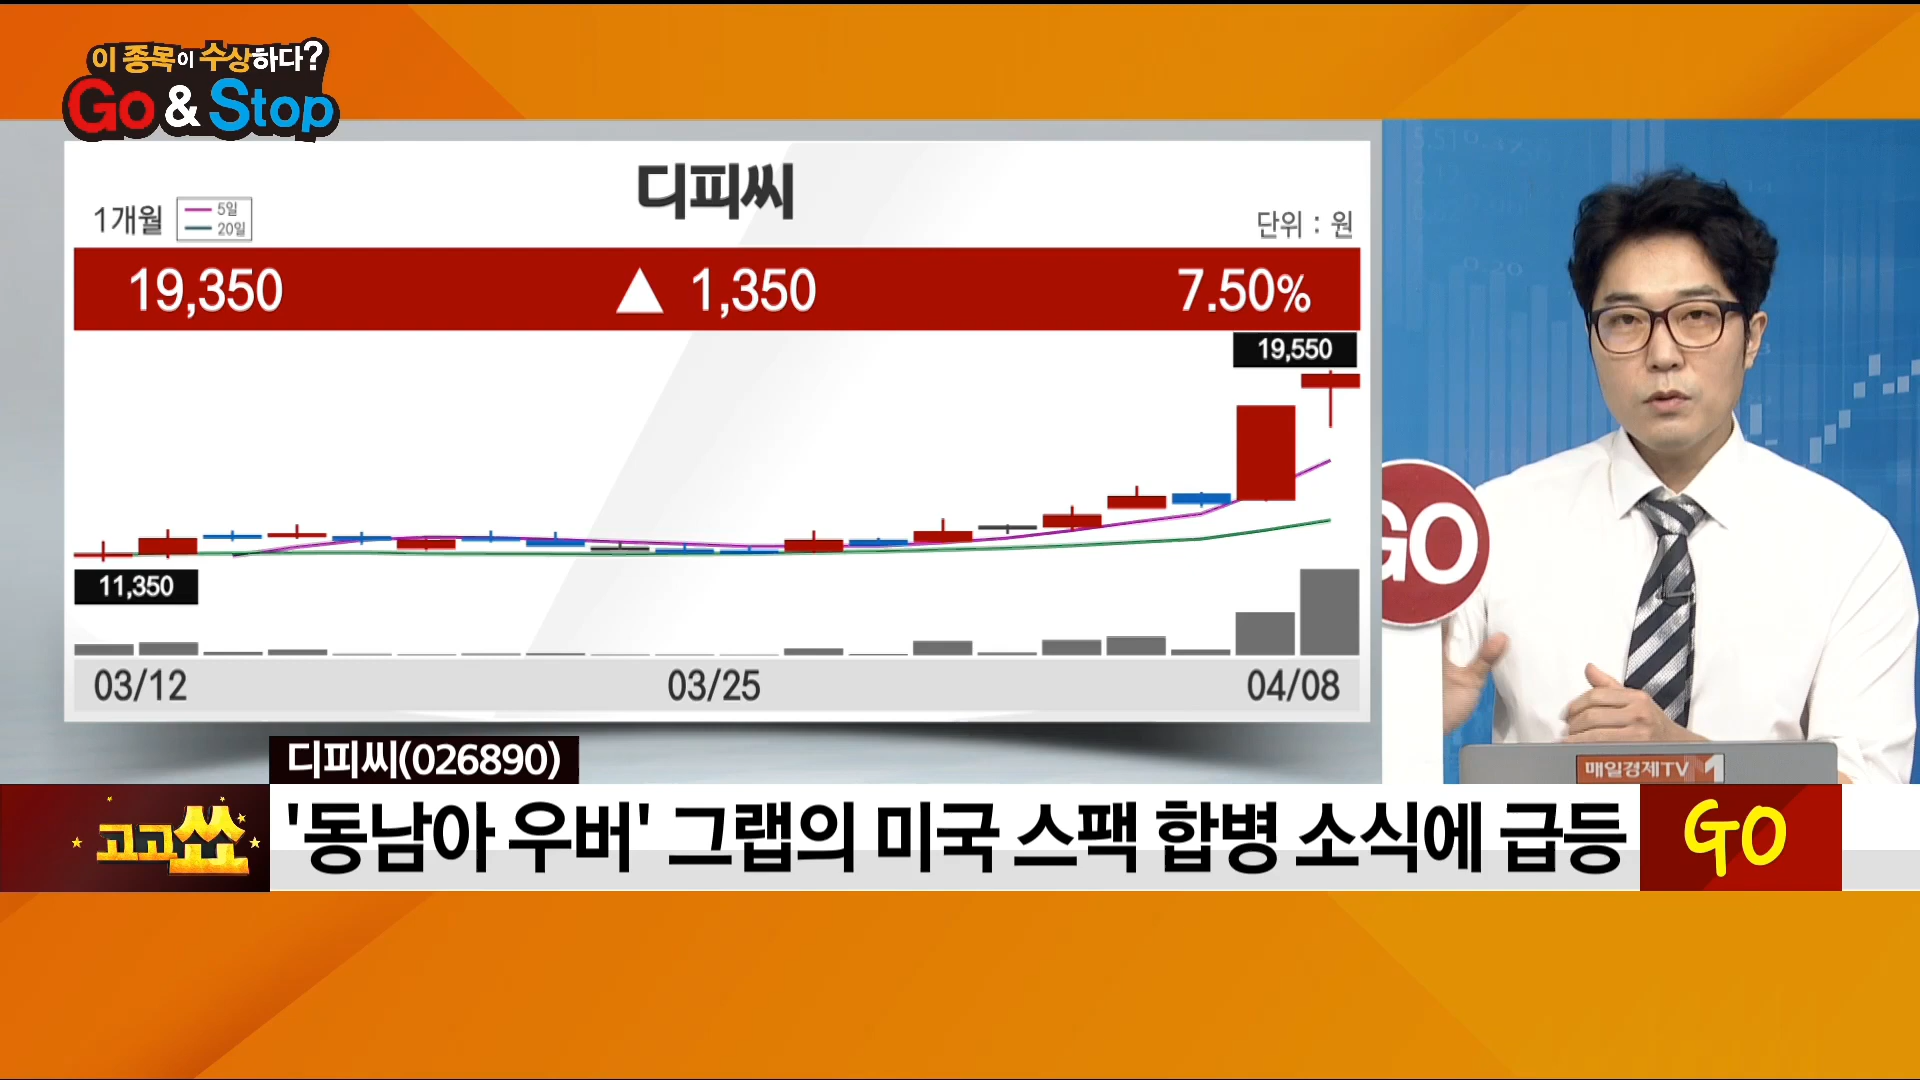 이 종목이 수상하다?
Go & Stop
디피씨
1개월
5일
20일
단위 : 원
19,350 ▲ 1,350 7.50%
19,550
11,350
03/12 03/25 04/08
GO
매일경제TV 1
디피씨(026890)
고고쑈
'동남아 우버' 그랩의 미국 스팩 합병 소식에 급등
GO